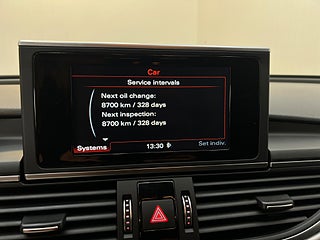 Car
Service intervals
Next oil change:
8700 km / 328 days
Next inspection:
8700 km / 328 days
Systems
13:30
Set indiv.